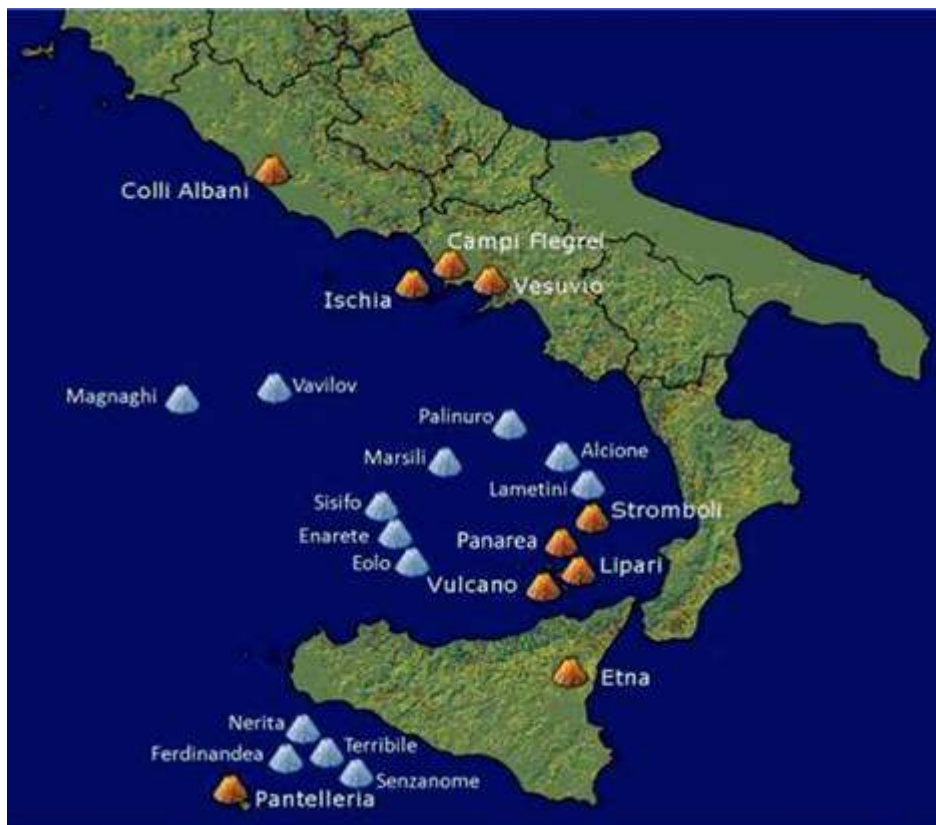 Colli Albani
Campi Flegrei
Ischia
Vesuvio
Magnaghi
Vavilov
Palinuro
Marsili
Alcione
Lametini
Sisifo
Stromboli
Enarete
Panarea
Eolo
Lipari
Vulcano
Etna
Nerita
Terribile
Ferdinandea
Senzanome
Pantelleria